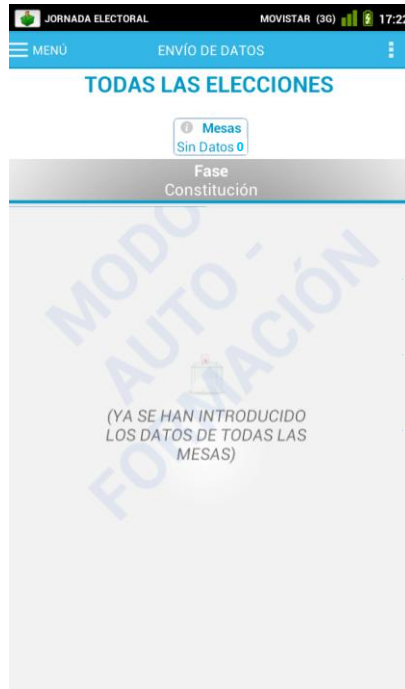 JORNADA ELECTORAL MOVISTAR (3G) 17:22
MENÚ ENVÍO DE DATOS
TODAS LAS ELECCIONES
Mesas
Sin Datos 0
Fase
Constitución
MODO
AUTO -
FORMACIÓN
(YA SE HAN INTRODUCIDO
LOS DATOS DE TODAS LAS
MESAS)